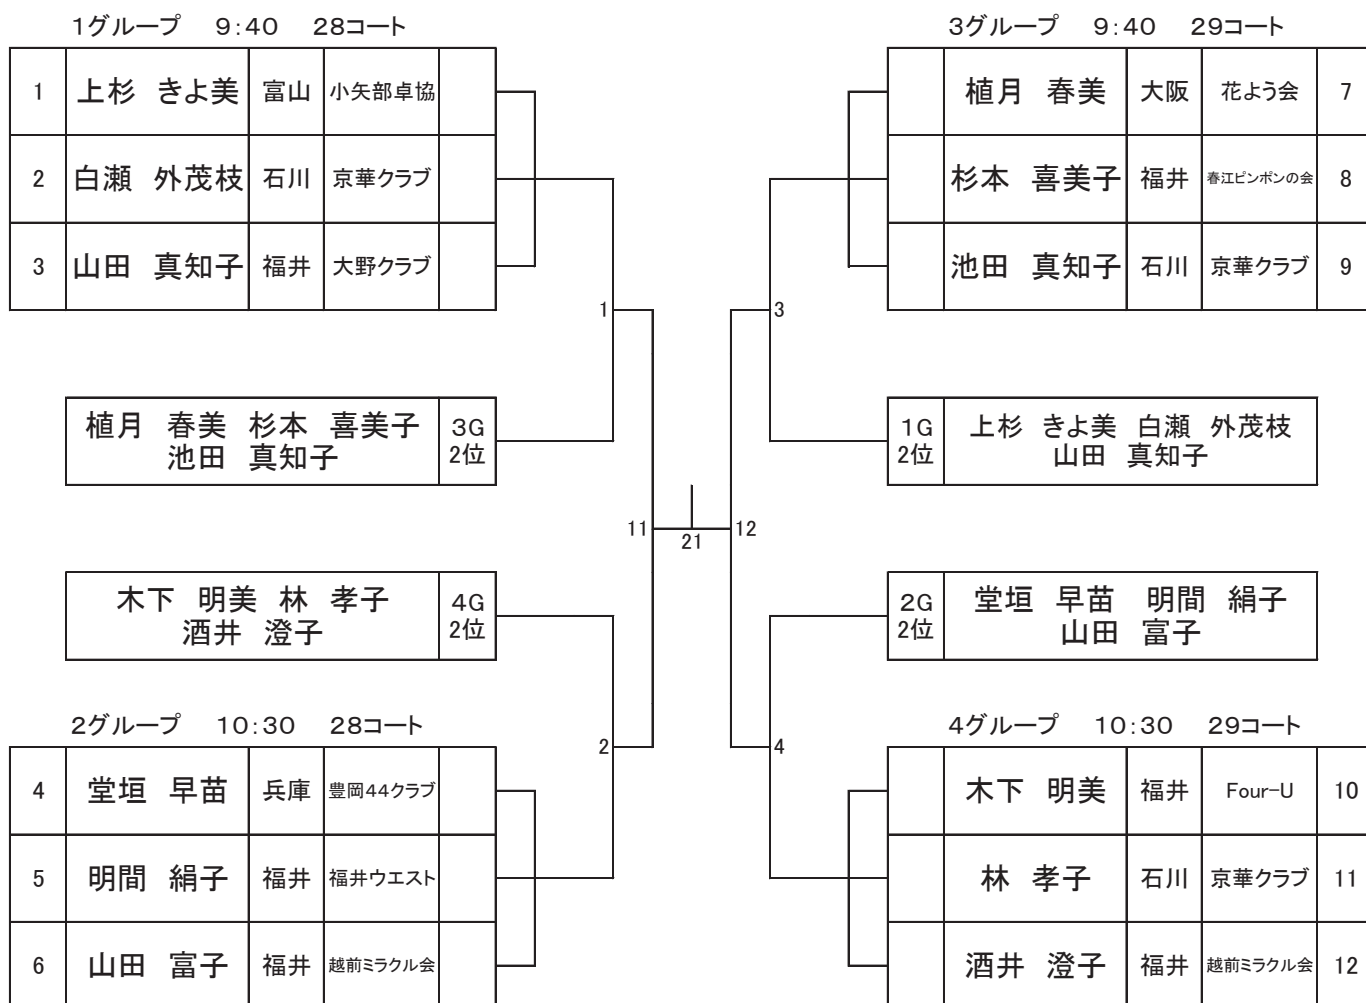 1グループ　9:40　28コート
1 上杉 きよ美 富山 小矢部卓協
2 白瀬 外茂枝 石川 京華クラブ
3 山田 真知子 福井 大野クラブ
1
植月 春美 杉本 喜美子
池田 真知子
3G
2位
11
木下 明美 林 孝子
酒井 澄子
4G
2位
2グループ　10:30　28コート
2
4 堂垣 早苗 兵庫 豊岡44クラブ
5 明間 絹子 福井 福井ウエスト
6 山田 富子 福井 越前ミラクル会
21
3グループ　9:40　29コート
植月 春美 大阪 花よう会 7
杉本 喜美子 福井 春江ピンポンの会 8
池田 真知子 石川 京華クラブ 9
3
1G
2位
上杉 きよ美 白瀬 外茂枝
山田 真知子
12
2G
2位
堂垣 早苗 明間 絹子
山田 富子
4グループ　10:30　29コート
4
木下 明美 福井 Four-U 10
林 孝子 石川 京華クラブ 11
酒井 澄子 福井 越前ミラクル会 12